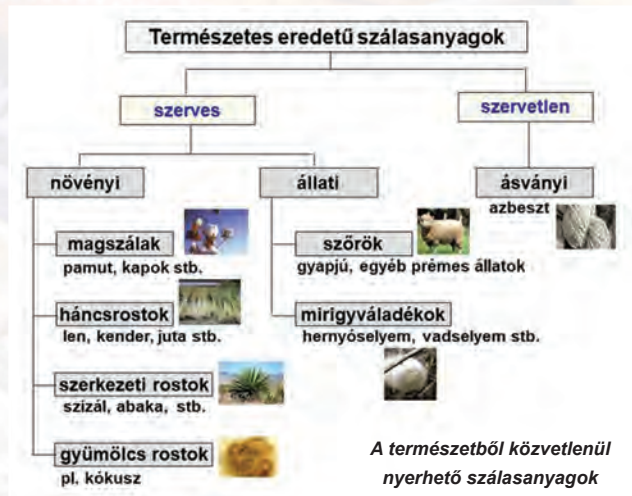 Természetes eredetű szálasanyagok
szerves
szervetlen
növényi
állati
ásványi
azbeszt
magszálak
pamut, kapok stb.
szőrök
gyapjú, egyéb prémes állatok
háncsrostok
len, kender, juta stb.
mirigyváladékok
hernyóselyem, vadselyem stb.
szerkezeti rostok
szizál, abaka, stb.
gyümölcs rostok
pl. kókusz
A természetből közvetlenül
nyerhető szálasanyagok